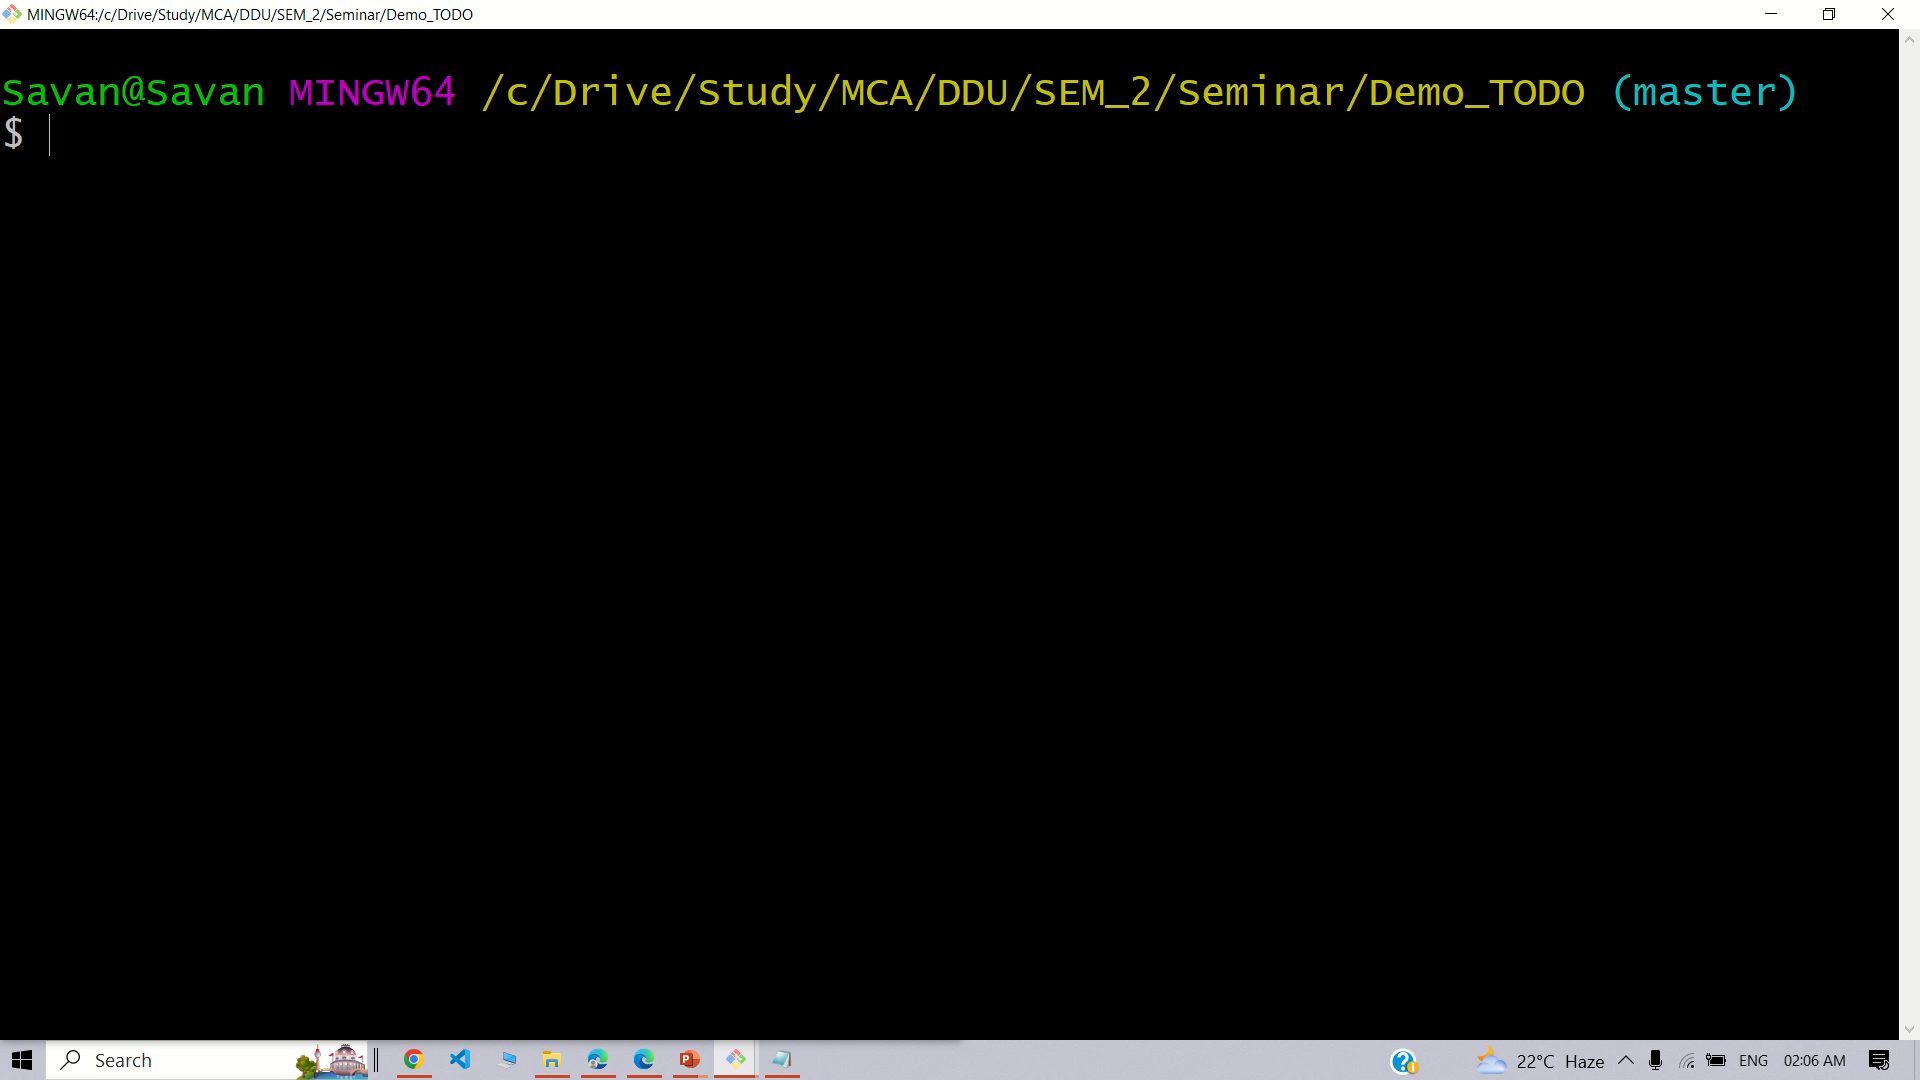 MINGW64:/c/Drive/Study/MCA/DDU/SEM_2/Seminar/Demo_TODO
Savan@Savan MINGW64 /c/Drive/Study/MCA/DDU/SEM_2/Seminar/Demo_TODO (master)
$
Search
22°C Haze
ENG
02:06 AM